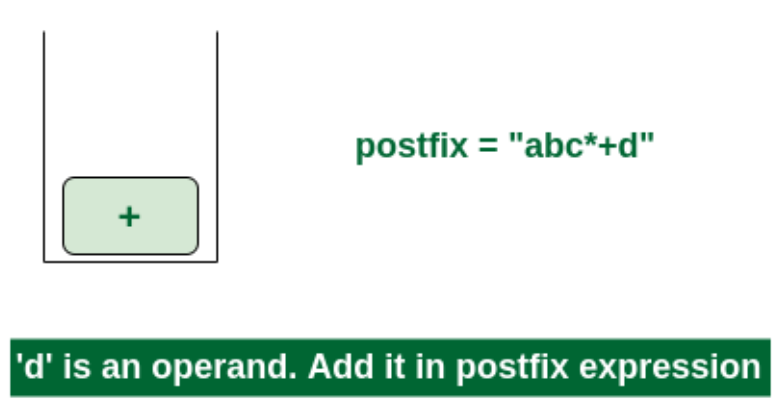 postfix = "abc*+d"
+
'd' is an operand. Add it in postfix expression